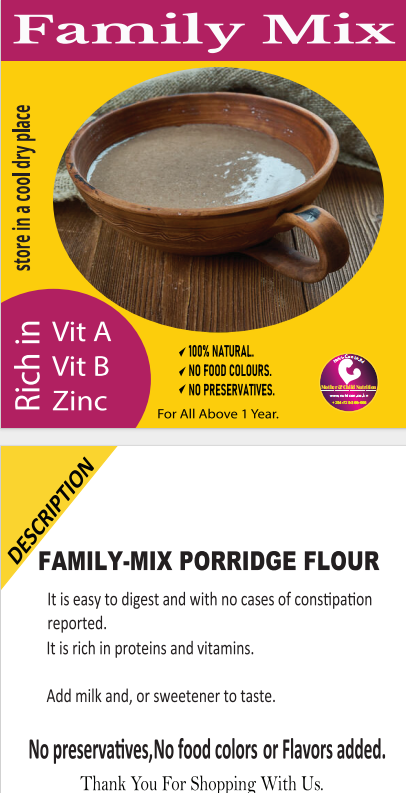 Family Mix
store in a cool dry place
Rich in
Vit A
Vit B
Zinc
100% NATURAL.
NO FOOD COLOURS.
NO PRESERVATIVES.
For All Above 1 Year.
Mother & Child Nutrition
DESCRIPTION
FAMILY-MIX PORRIDGE FLOUR
It is easy to digest and with no cases of constipation
reported.
It is rich in proteins and vitamins.
Add milk and, or sweetener to taste.
No preservatives,No food colors or Flavors added.
Thank You For Shopping With Us.